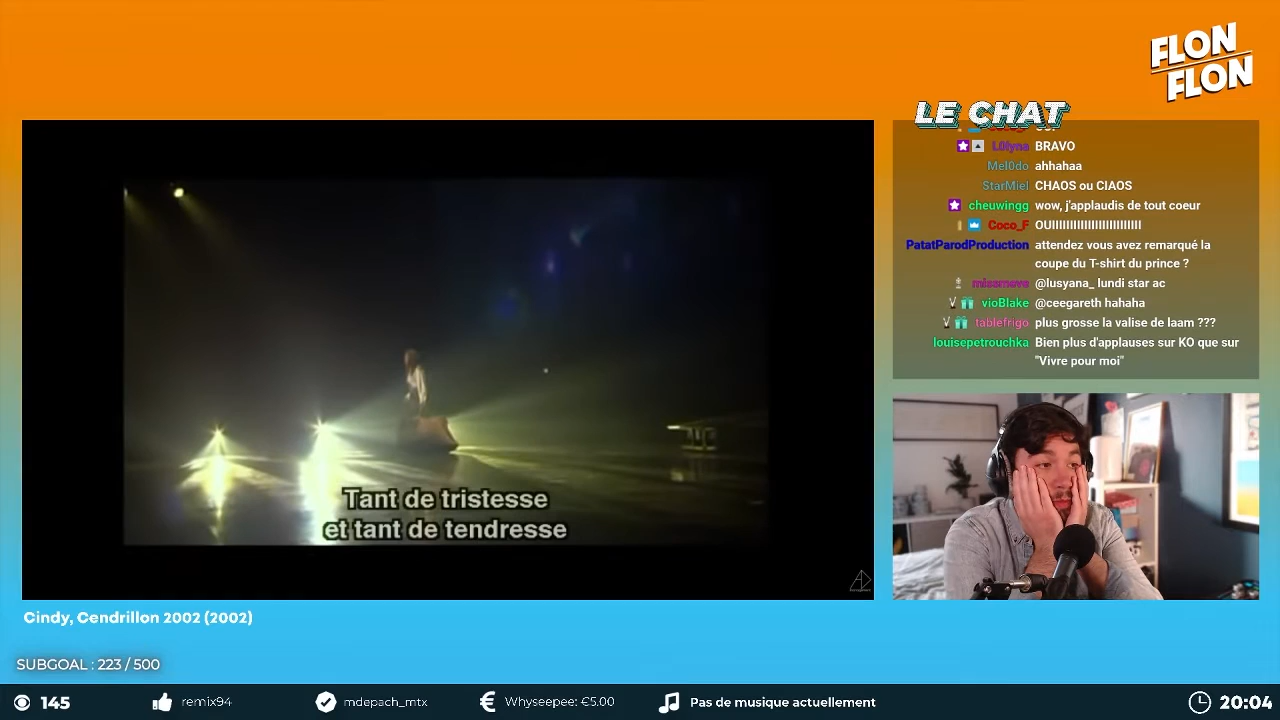 FLON
FLON
LE CHAT
L0lyna BRAVO
Mel0do ahhahaa
StarMiel CHAOS ou CIAOS
cheuwingg wow, j'applaudis de tout coeur
Coco_F OUIIIIIIIIIIIIIIIIIIIIIIII
PatatParodProduction attendez vous avez remarqué la
coupe du T-shirt du prince ?
missmove @lusyana_ lundi star ac
vioBlake @ceegareth hahaha
tablefrigo plus grosse la valise de laam ???
louisepetrouchka Bien plus d'applauses sur KO que sur
"Vivre pour moi"
Tant de tristesse
et tant de tendresse
Cindy, Cendrillon 2002 (2002)
SUBGOAL : 223 / 500
145 remix94 mdepach_mtx Whyseepee: €5.00 Pas de musique actuellement 20:04